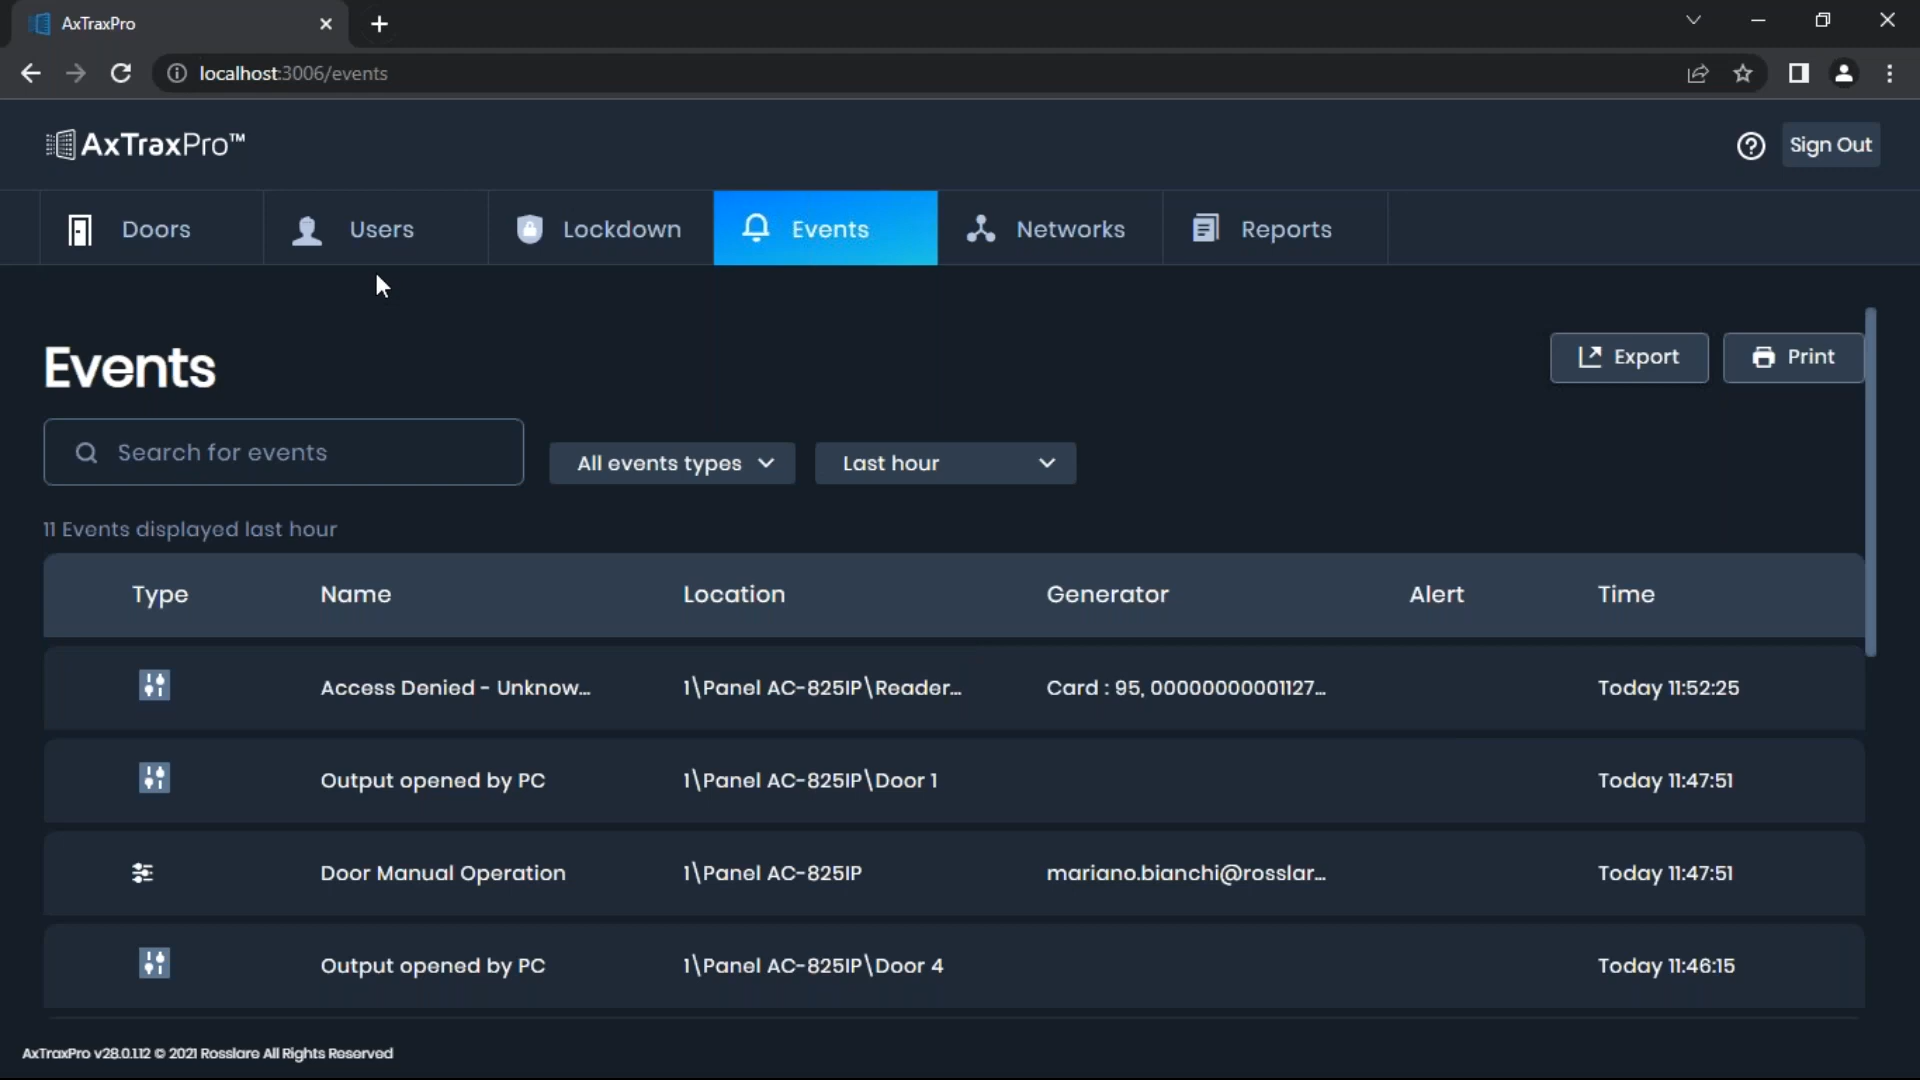 AxTraxPro
localhost:3006/events
AxTraxPro™
Sign Out
Doors Users Lockdown Events Networks Reports
Events
Export Print
Search for events All events types Last hour
11 Events displayed last hour
Type Name Location Generator Alert Time
Access Denied - Unknow... 1\Panel AC-825IP\Reader... Card : 95, 00000000001127... Today 11:52:25
Output opened by PC 1\Panel AC-825IP\Door 1 Today 11:47:51
Door Manual Operation 1\Panel AC-825IP mariano.bianchi@rosslar... Today 11:47:51
Output opened by PC 1\Panel AC-825IP\Door 4 Today 11:46:15
AxTraxPro v28.0.1.12 © 2021 Rosslare All Rights Reserved